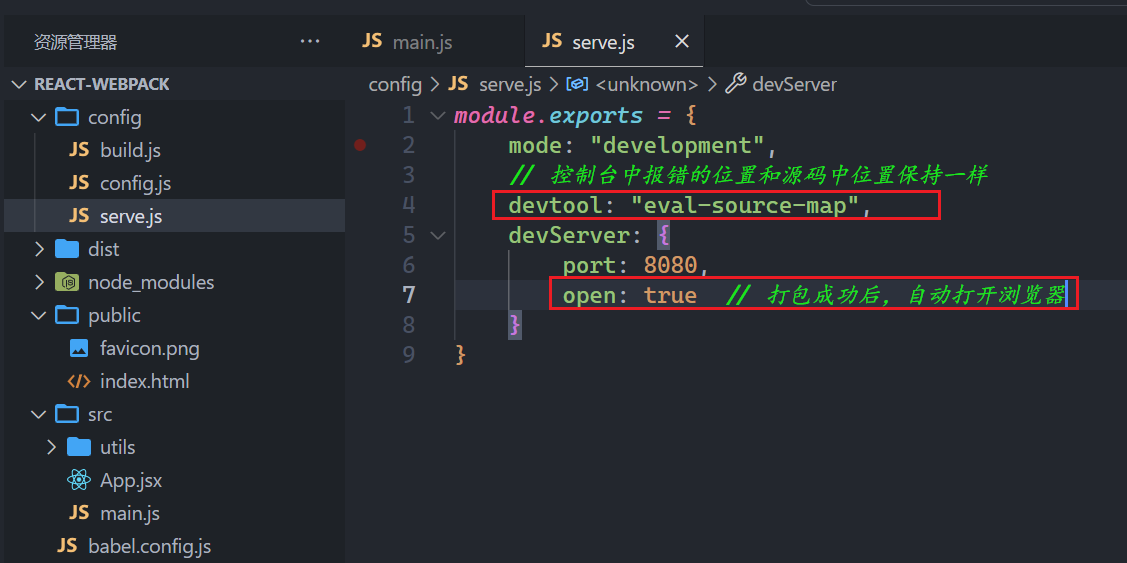 资源管理器 ···
JS main.js
JS serve.js
REACT-WEBPACK
config
JS build.js
JS config.js
JS serve.js
dist
node_modules
public
favicon.png
index.html
src
utils
App.jsx
JS main.js
JS babel.config.js
config > JS serve.js > <unknown> > devServer
1 module.exports = {
2 mode: "development",
3 // 控制台中报错的位置和源码中位置保持一样
4 devtool: "eval-source-map",
5 devServer: {
6 port: 8080,
7 open: true // 打包成功后，自动打开浏览器
8 }
9 }